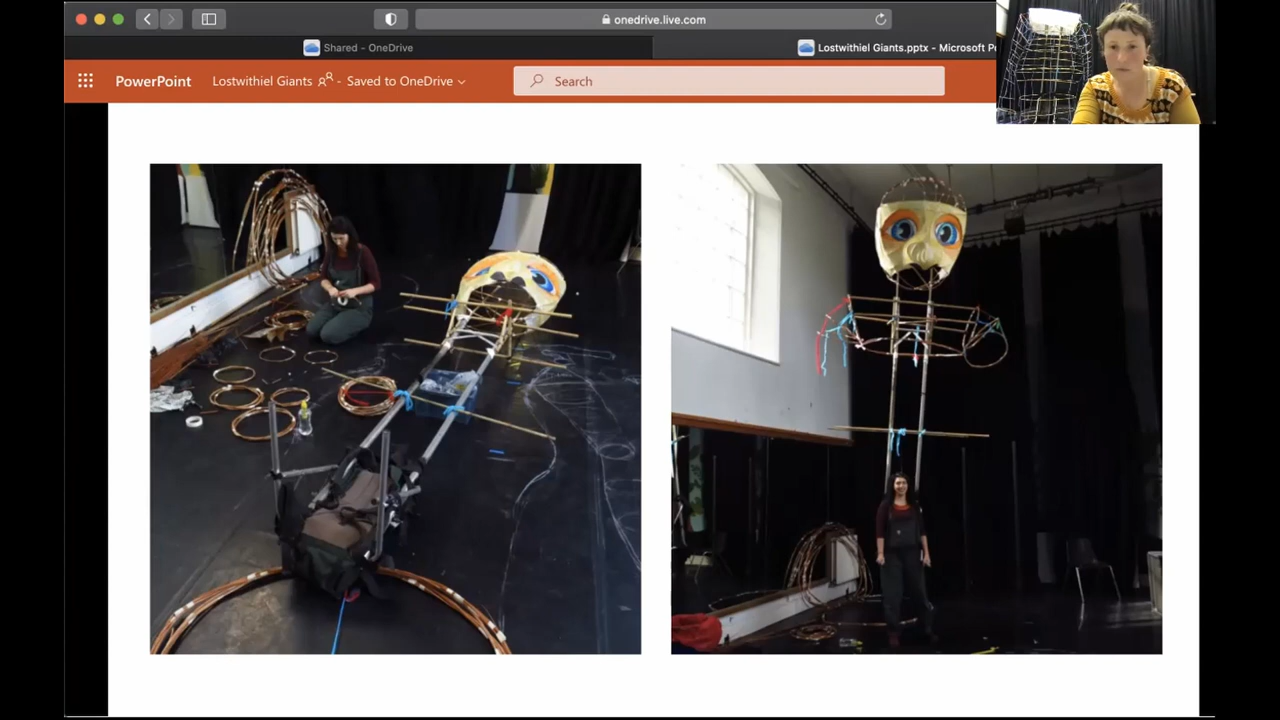 onedrive.live.com
Shared - OneDrive
Lostwithiel Giants.pptx - Microsoft P
PowerPoint
Lostwithiel Giants - Saved to OneDrive
Search